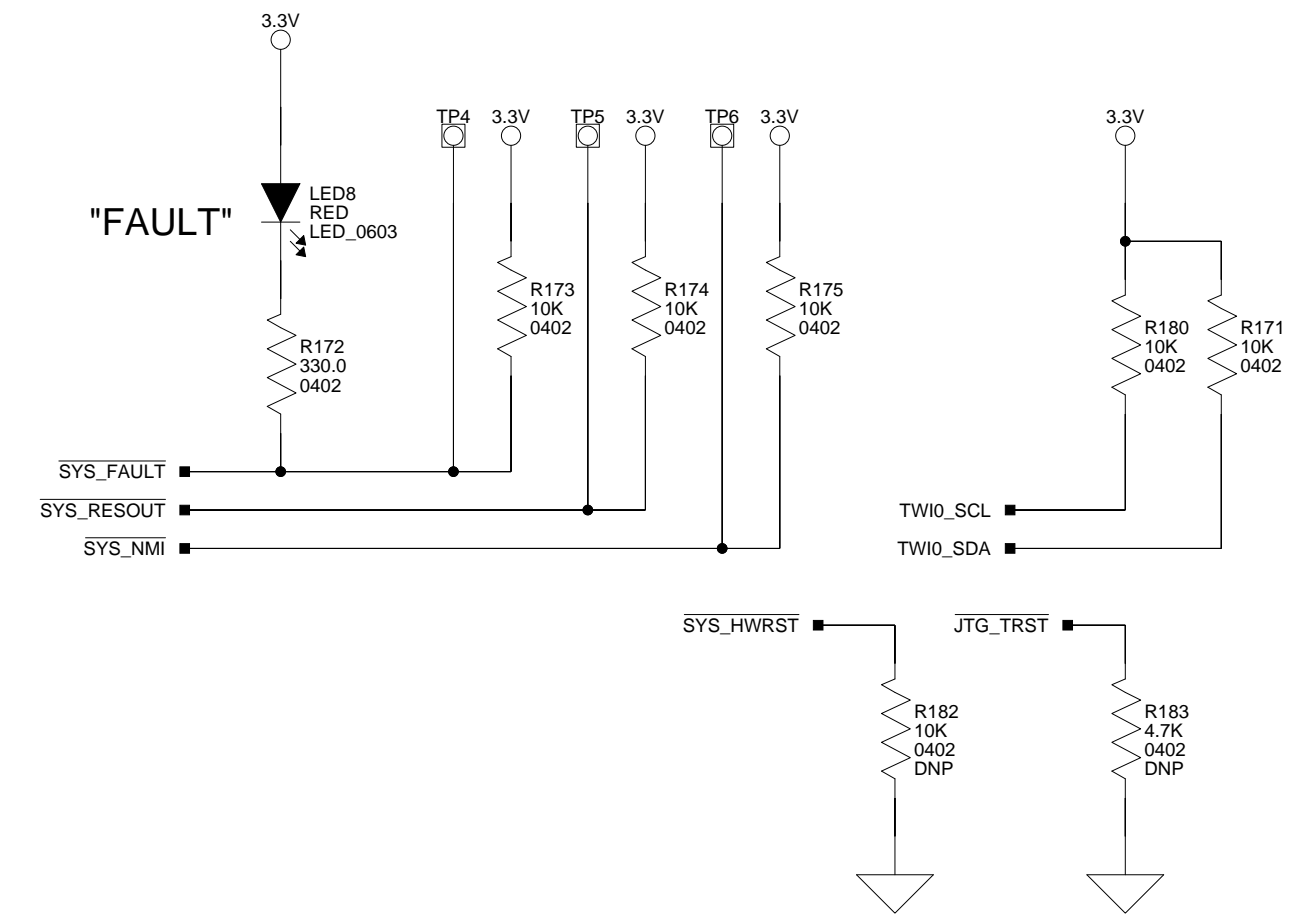 3.3V
TP4
3.3V
TP5
3.3V
TP6
3.3V
3.3V
"FAULT"
LED8
RED
LED_0603
R173
10K
0402
R174
10K
0402
R175
10K
0402
R172
330.0
0402
R180
10K
0402
R171
10K
0402
SYS_FAULT
SYS_RESOUT
SYS_NMI
TWI0_SCL
TWI0_SDA
SYS_HWRST
JTG_TRST
R182
10K
0402
DNP
R183
4.7K
0402
DNP